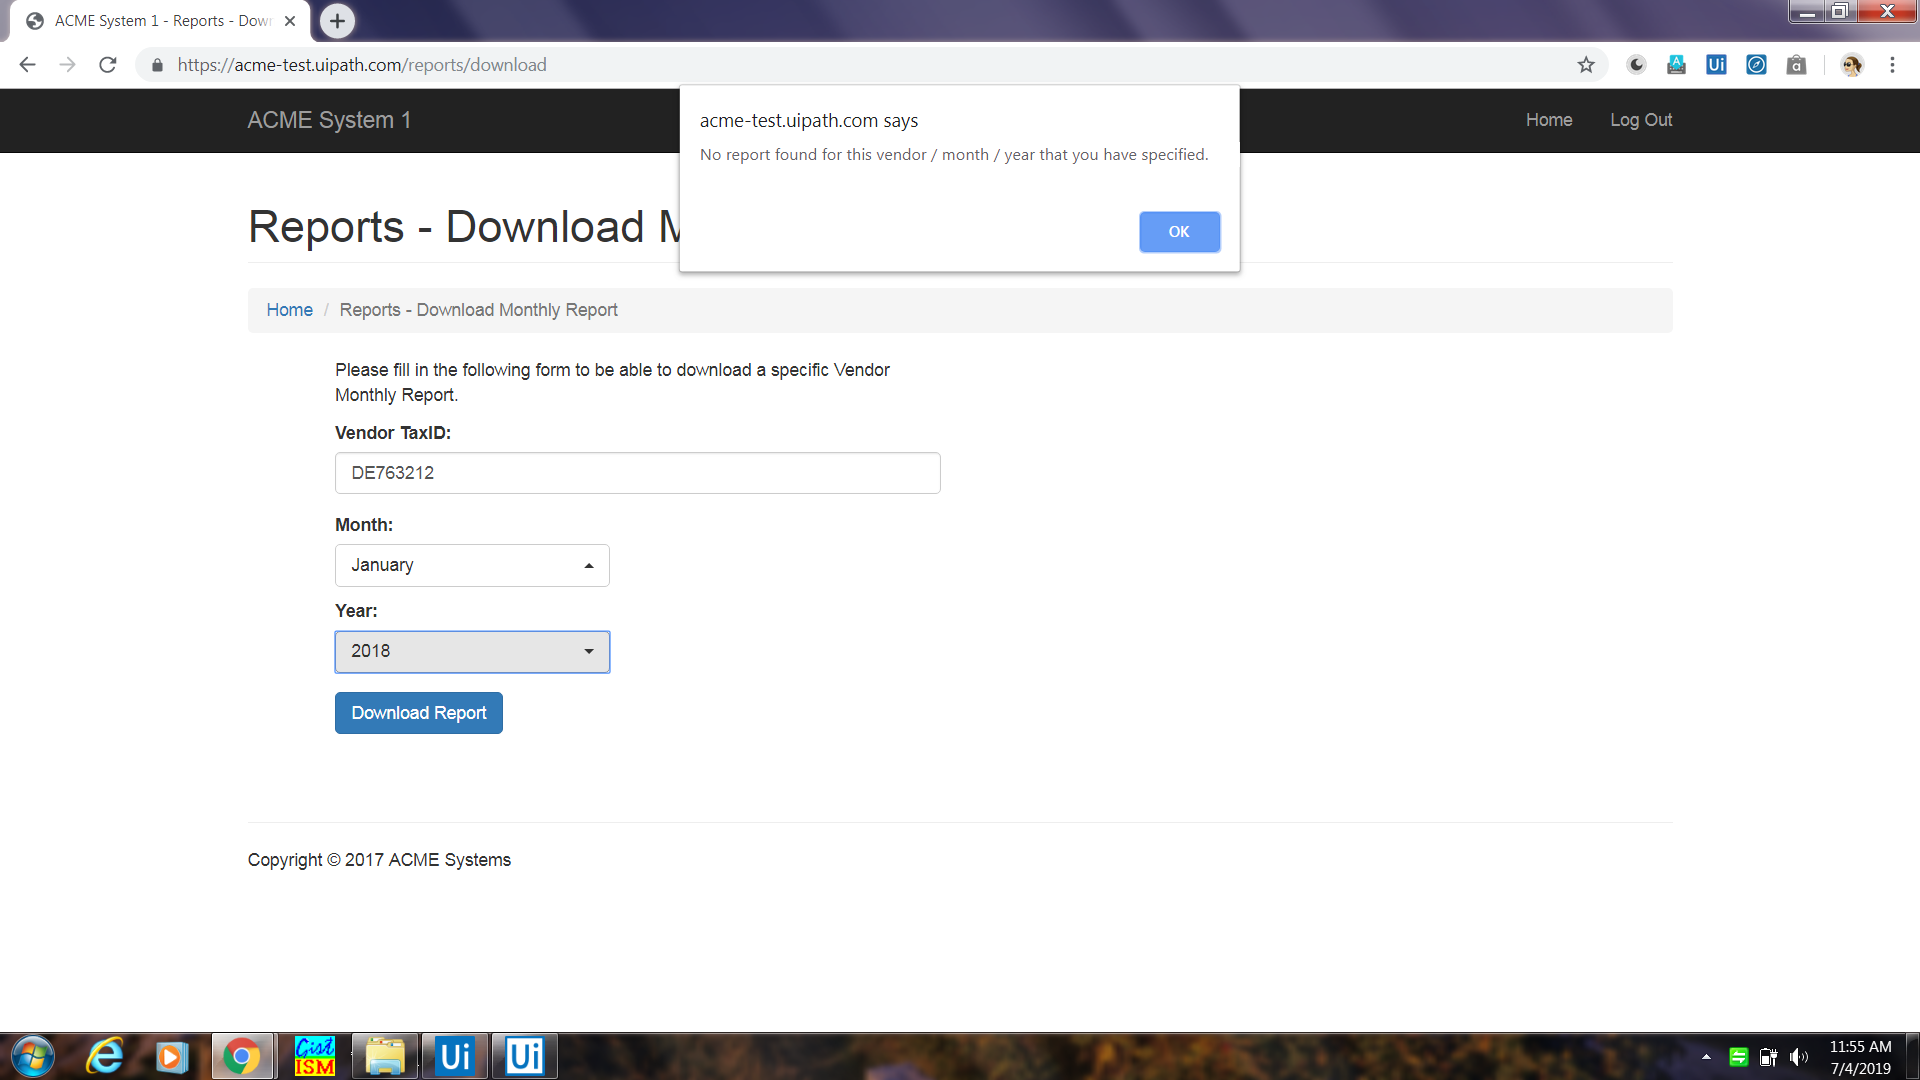 ACME System 1 - Reports - Dow
https://acme-test.uipath.com/reports/download
ACME System 1
Home
Log Out
acme-test.uipath.com says
No report found for this vendor / month / year that you have specified.
OK
Reports - Download
Home / Reports - Download Monthly Report
Please fill in the following form to be able to download a specific Vendor
Monthly Report.
Vendor TaxID:
DE763212
Month:
January
Year:
2018
Download Report
Copyright © 2017 ACME Systems
Gist
ISM
Ui
Ui
11:55 AM
7/4/2019